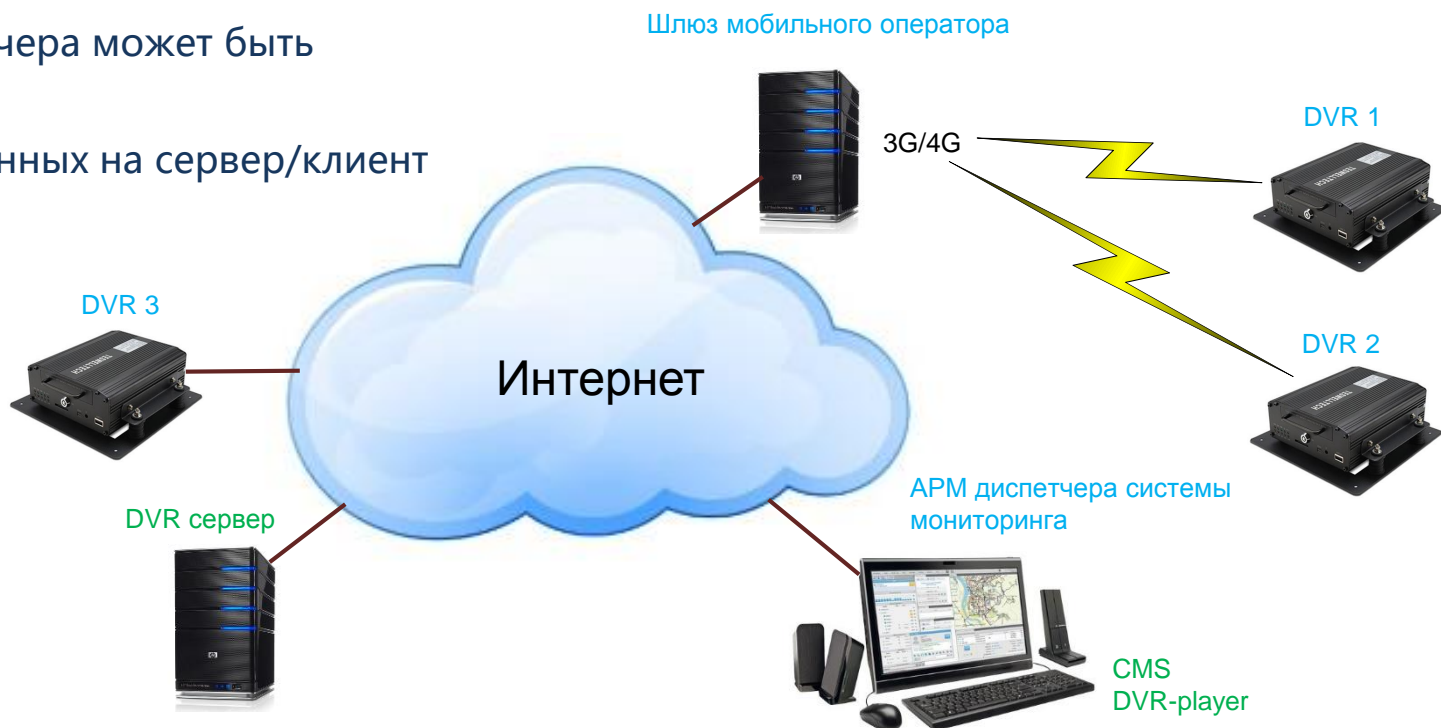 чера может быть
Шлюз мобильного оператора
DVR 1
3G/4G
нных на сервер/клиент
DVR 3
DVR 2
Интернет
АРМ диспетчера системы
мониторинга
DVR сервер
CMS
DVR-player